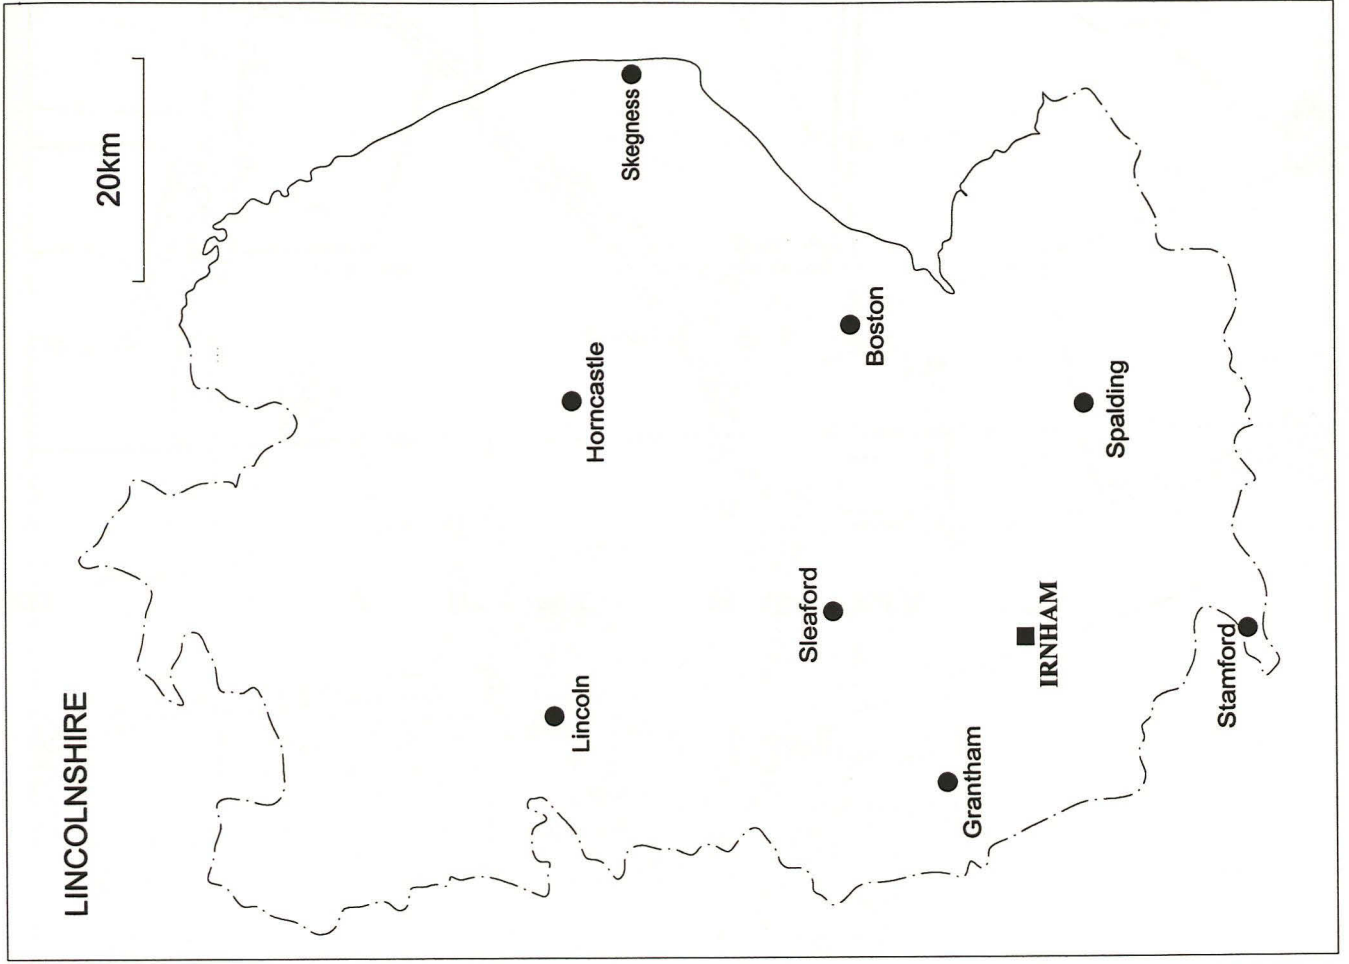 LINCOLNSHIRE
20km
Skegness
Horncastle
Lincoln
Boston
Sleaford
Spalding
IRNHAM
Grantham
Stamford